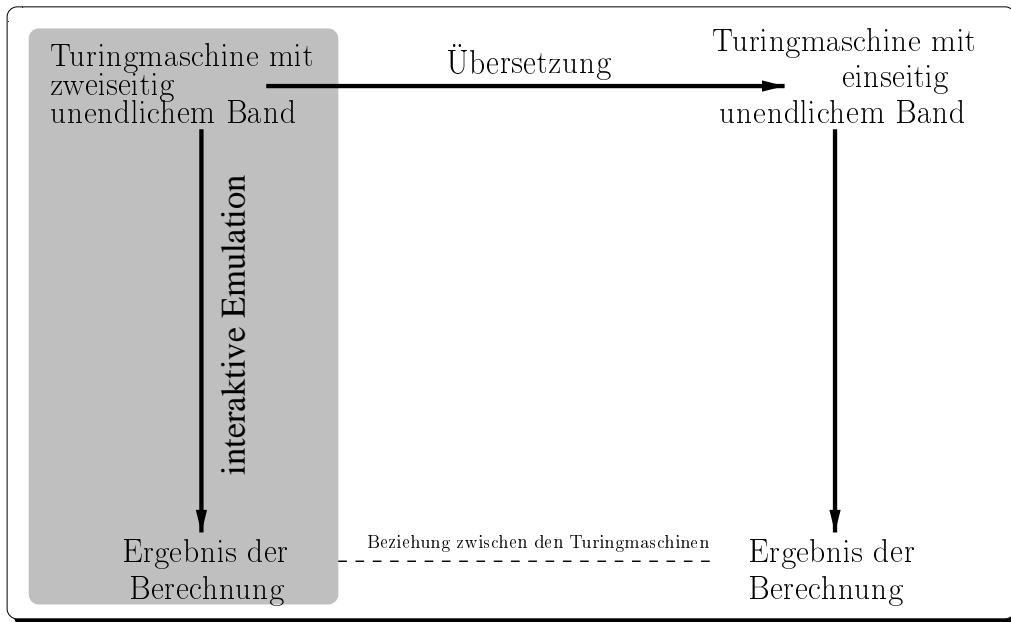 Turingmaschine mit
zweiseitig
unendlichem Band
Übersetzung
Turingmaschine mit
einseitig
unendlichem Band
interaktive Emulation
Ergebnis der
Berechnung
Beziehung zwischen den Turingmaschinen
Ergebnis der
Berechnung